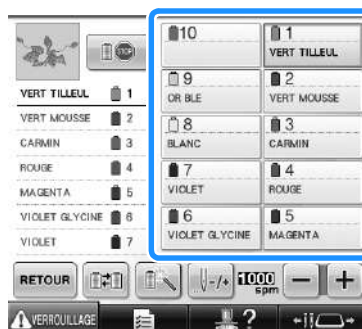 VERT TILLEUL 1
VERT MOUSSE 2
CARMIN 3
ROUGE 4
MAGENTA 5
VIOLET GLYCINE 6
VIOLET 7
10
1
VERT TILLEUL
9
OR BLE
2
VERT MOUSSE
8
BLANC
3
CARMIN
7
VIOLET
4
ROUGE
6
VIOLET GLYCINE
5
MAGENTA
STOP
RETOUR
-/+
1000
spm
- +
VERROUILLAGE
?